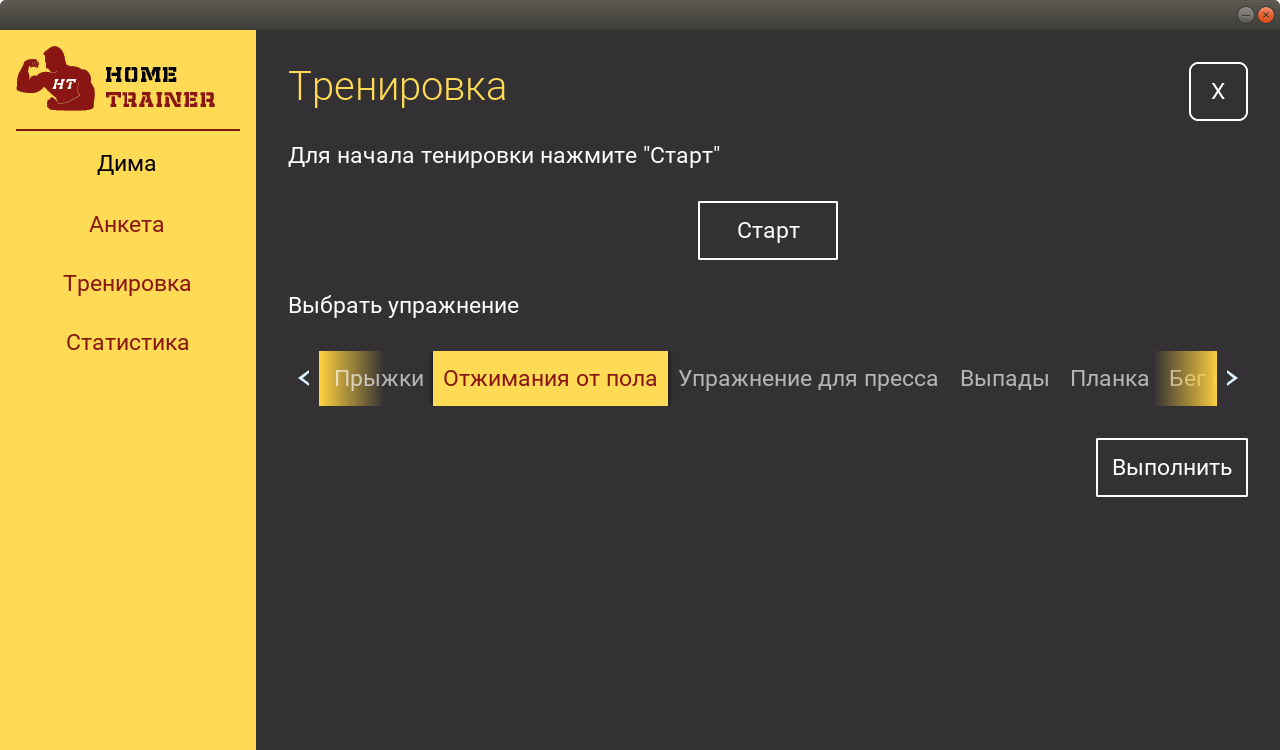 HT
HOME
TRAINER
Дима
Анкета
Тренировка
Статистика
Тренировка
X
Для начала тенировки нажмите "Старт"
Старт
Выбрать упражнение
< Прыжки Отжимания от пола Упражнение для пресса Выпады Планка Бег >
Выполнить